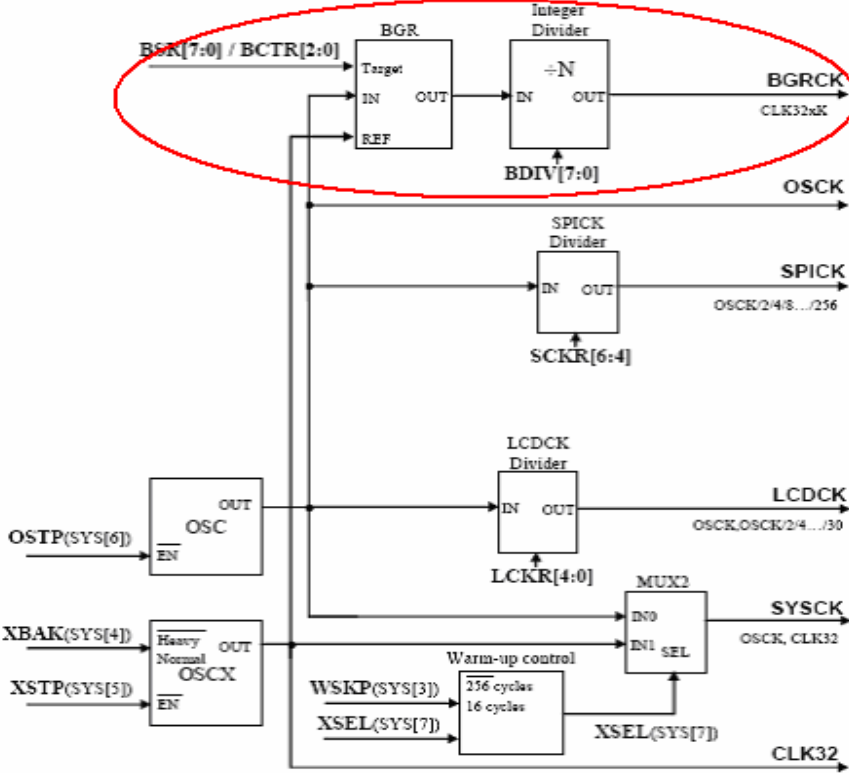 Integer
Divider
BGR
BSR[7:0] / BCTR[2:0]
Target
IN
OUT
REF
÷N
IN
OUT
BGRCK
CLK32xK
BDIV[7:0]
OSCK
SPICK
Divider
IN
OUT
SPICK
OSCK/2/4/8.../256
SCKR[6:4]
LCDCK
Divider
IN
OUT
LCDCK
OSCK,OSCK/2/4.../30
LCKR[4:0]
OUT
OSC
EN
OSTP(SYS[6])
MUX2
IN0
IN1
SEL
SYSCK
OSCK, CLK32
XBAK(SYS[4])
Heavy
Normal
OUT
OSCX
EN
XSTP(SYS[5])
Warm-up control
256 cycles
16 cycles
WSKP(SYS[3])
XSEL(SYS[7])
XSEL(SYS[7])
CLK32